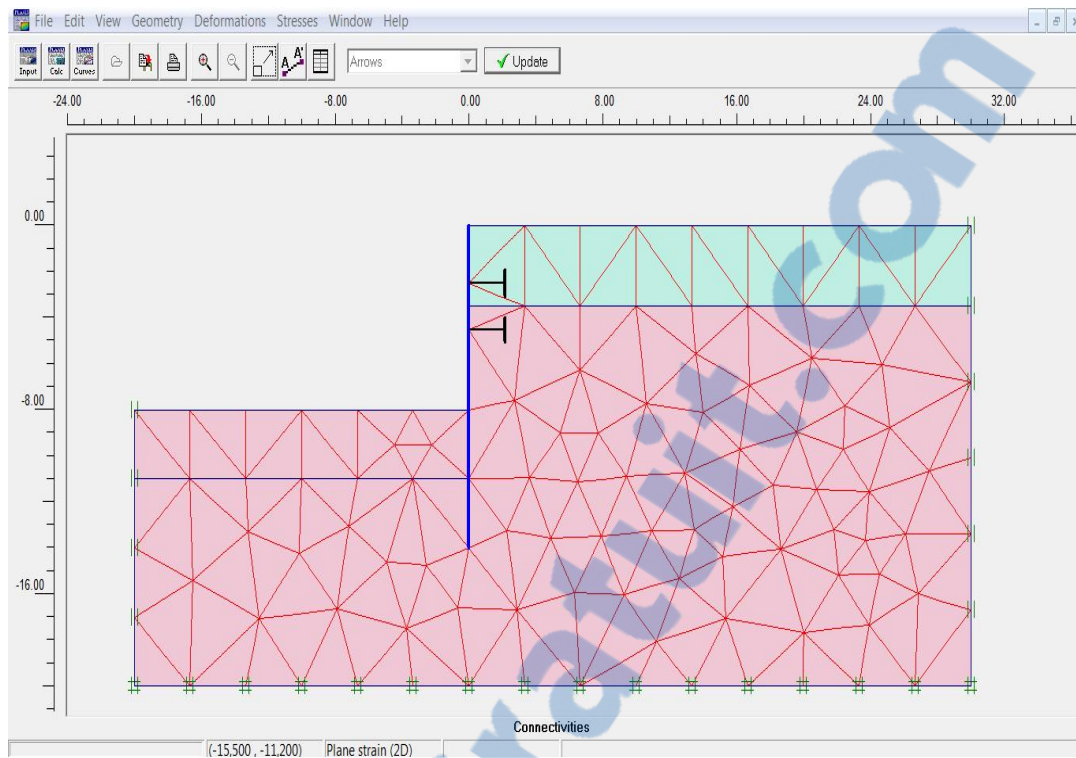 File Edit View Geometry Deformations Stresses Window Help
Input Calc Curves A A' Arrows Update
-24.00 -16.00 -8.00 0.00 8.00 16.00 24.00 32.00
0.00
-8.00
-16.00
ratuit.com
Connectivities
(-15,500 , -11,200) Plane strain (2D)